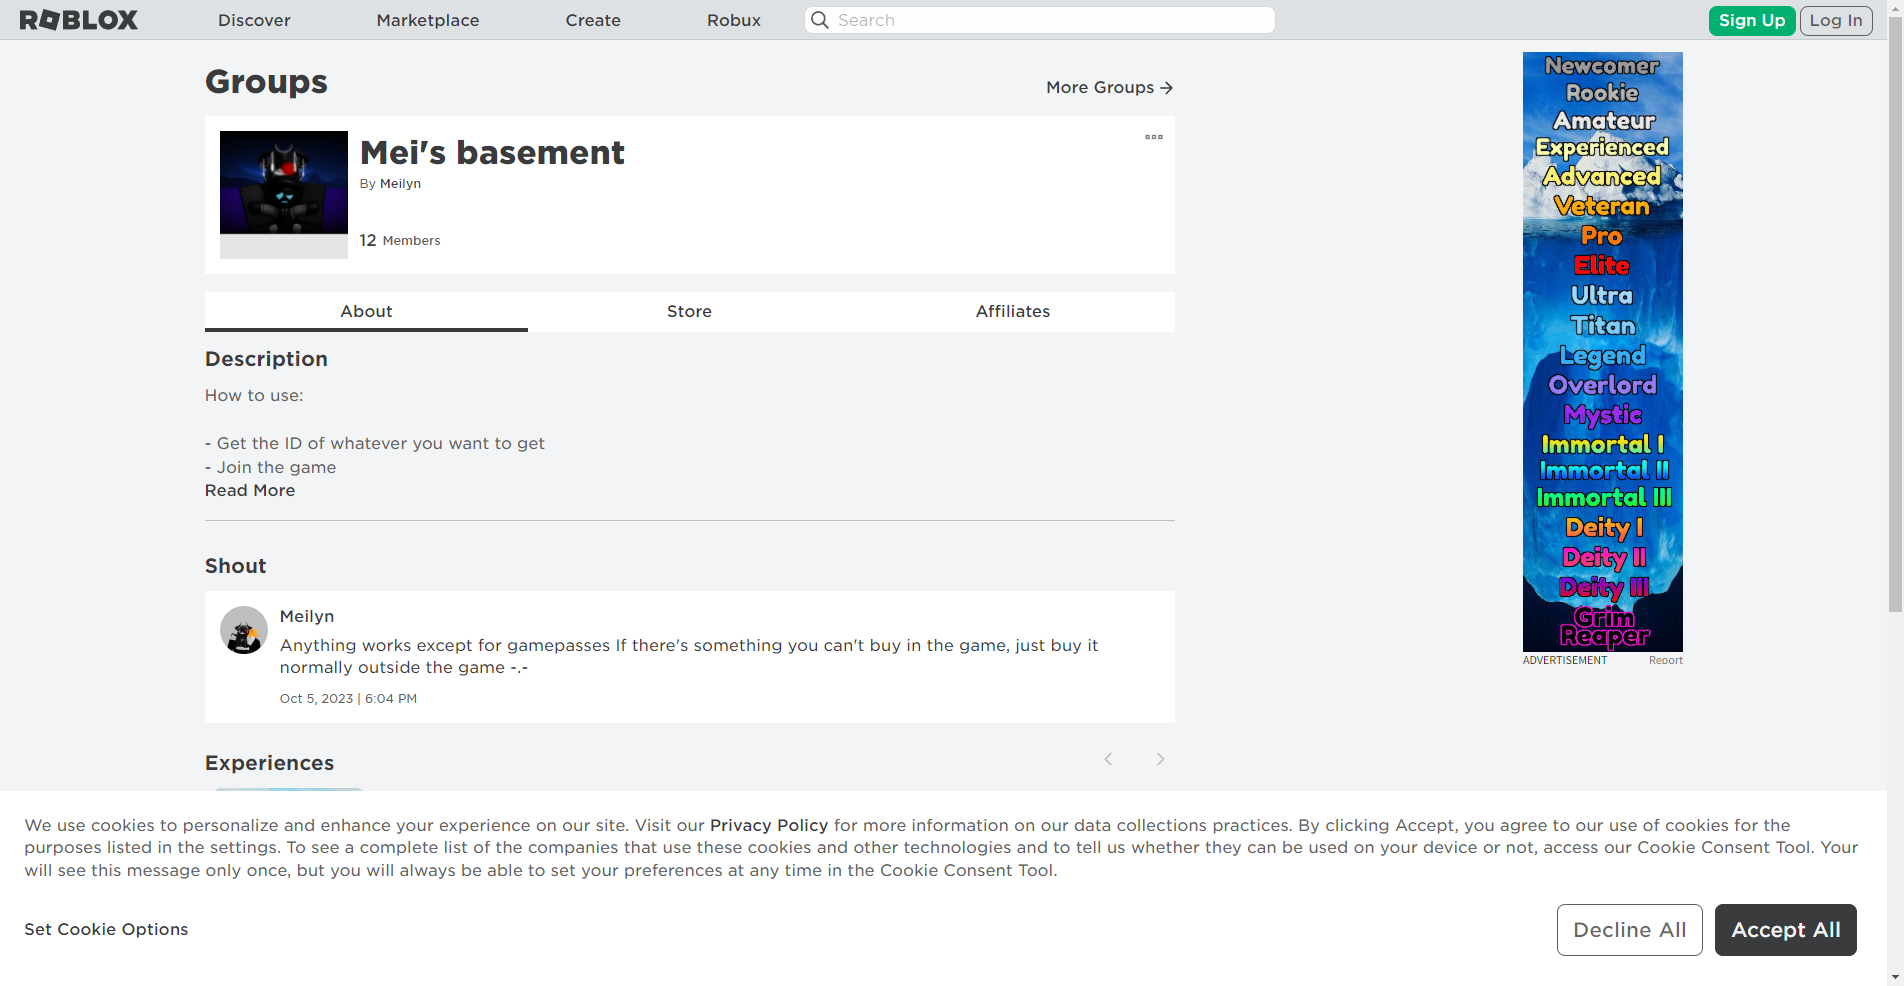 ROBLOX
Discover
Marketplace
Create
Robux
Search
Sign Up
Log In
Groups
More Groups
Mei's basement
By Meilyn
12 Members
About
Store
Affiliates
Description
How to use:
- Get the ID of whatever you want to get
- Join the game
Read More
Shout
Meilyn
Anything works except for gamepasses If there's something you can't buy in the game, just buy it
normally outside the game -.-
Oct 5, 2023 | 6:04 PM
Experiences
Newcomer
Rookie
Amateur
Experienced
Advanced
Veteran
Pro
Elite
Ultra
Titan
Legend
Overlord
Mystic
Immortal I
Immortal II
Immortal III
Deity I
Deity II
Deity III
Grim
Reaper
ADVERTISEMENT
Report
We use cookies to personalize and enhance your experience on our site. Visit our Privacy Policy for more information on our data collections practices. By clicking Accept, you agree to our use of cookies for the
purposes listed in the settings. To see a complete list of the companies that use these cookies and other technologies and to tell us whether they can be used on your device or not, access our Cookie Consent Tool. Your
will see this message only once, but you will always be able to set your preferences at any time in the Cookie Consent Tool.
Set Cookie Options
Decline All
Accept All